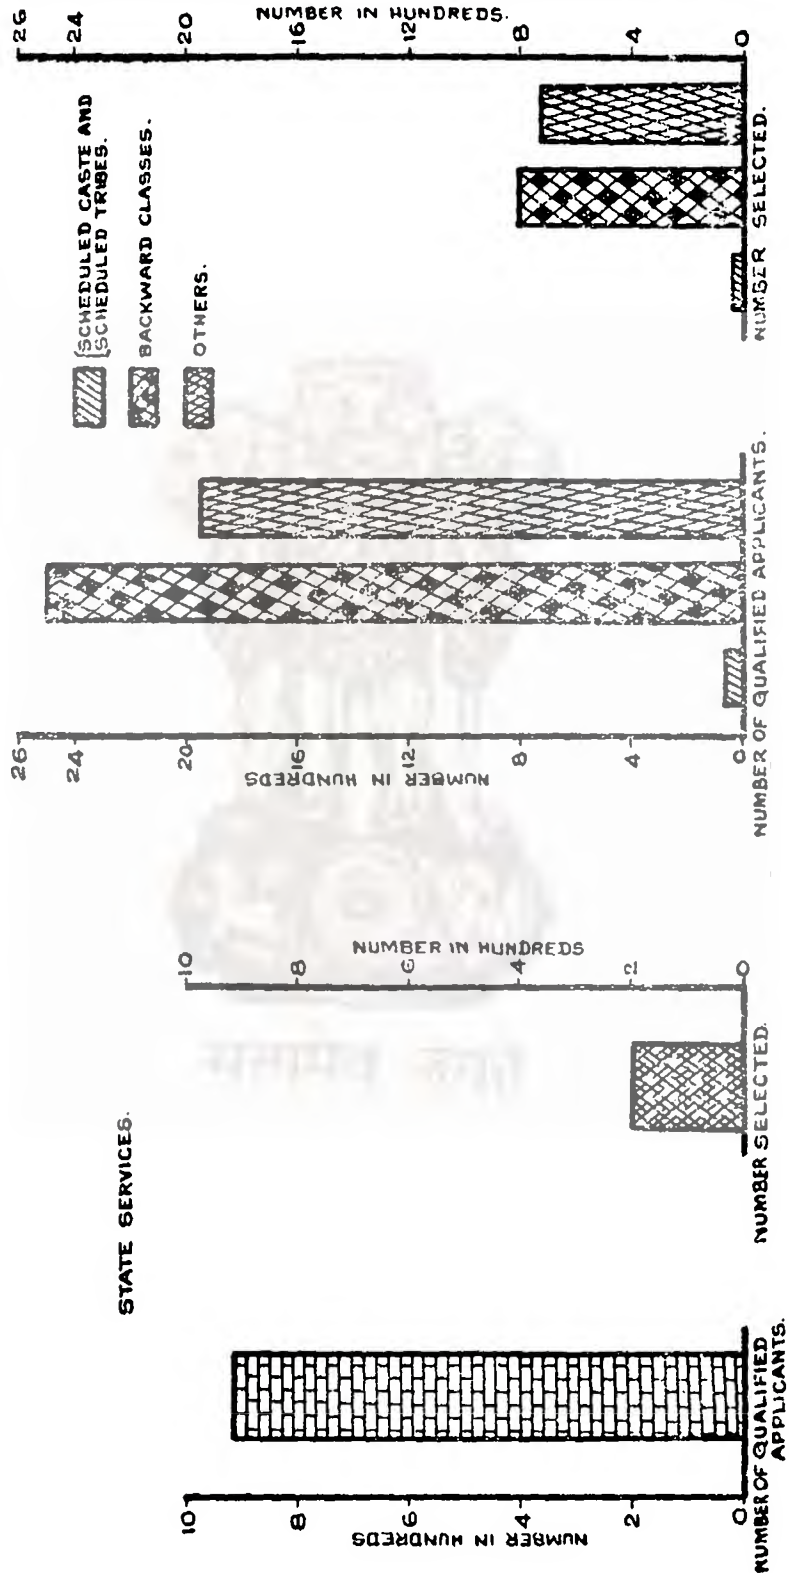 STATE SERVICES.
10
8
6
4
2
0
NUMBER IN HUNDREDS
NUMBER OF QUALIFIED
APPLICANTS.
10
8
6
4
2
0
NUMBER IN HUNDREDS
NUMBER SELECTED.
26
24
20
16
12
8
4
0
NUMBER IN HUNDREDS
NUMBER OF QUALIFIED APPLICANTS.
SCHEDULED CASTE AND
SCHEDULED TRIBES.
BACKWARD CLASSES.
OTHERS.
26
24
20
16
12
8
4
0
NUMBER IN HUNDREDS.
NUMBER SELECTED.
सत्यमेव जयते